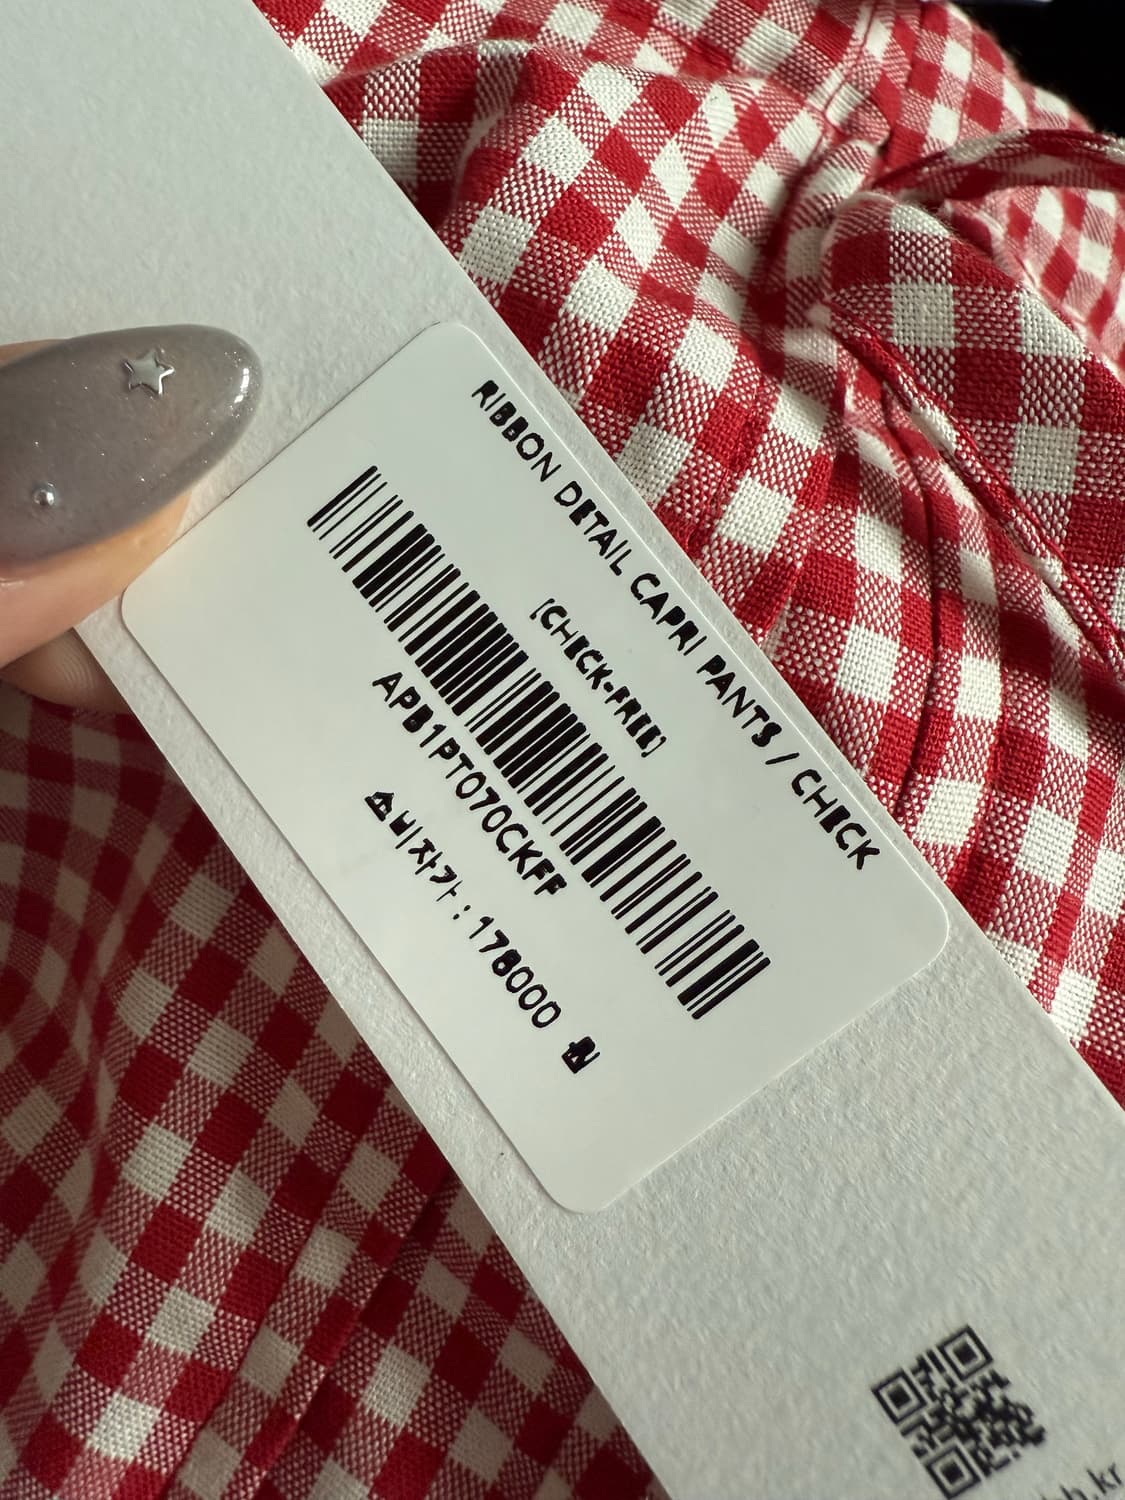 RIBBON DETAIL CAPRI PANTS / CHECK
[CHECK-FREE]
APB1PT070CKFF
소비자가 : 178000 원